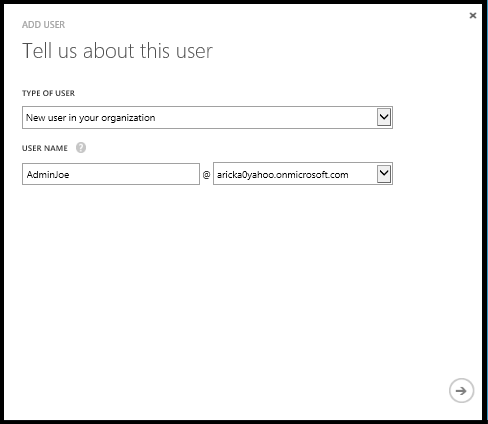 ADD USER
Tell us about this user
TYPE OF USER
New user in your organization
USER NAME ?
AdminJoe @ aricka0yahoo.onmicrosoft.com